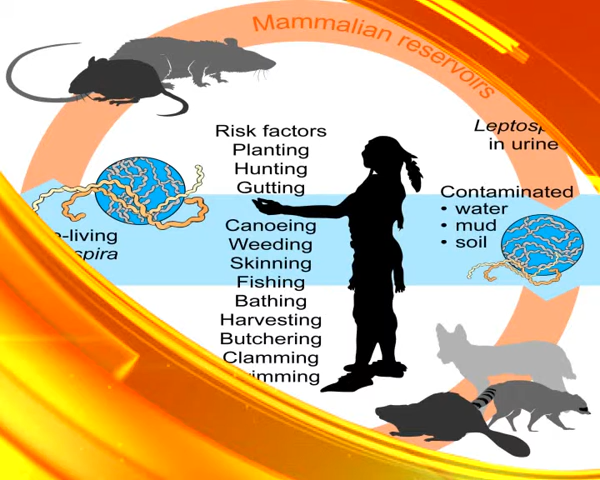 Mammalian reservoirs
Risk factors
Planting
Hunting
Gutting
Canoeing
Weeding
Skinning
Fishing
Bathing
Harvesting
Butchering
Clamming
in urine
Contaminated
• water
• mud
• soil
-living